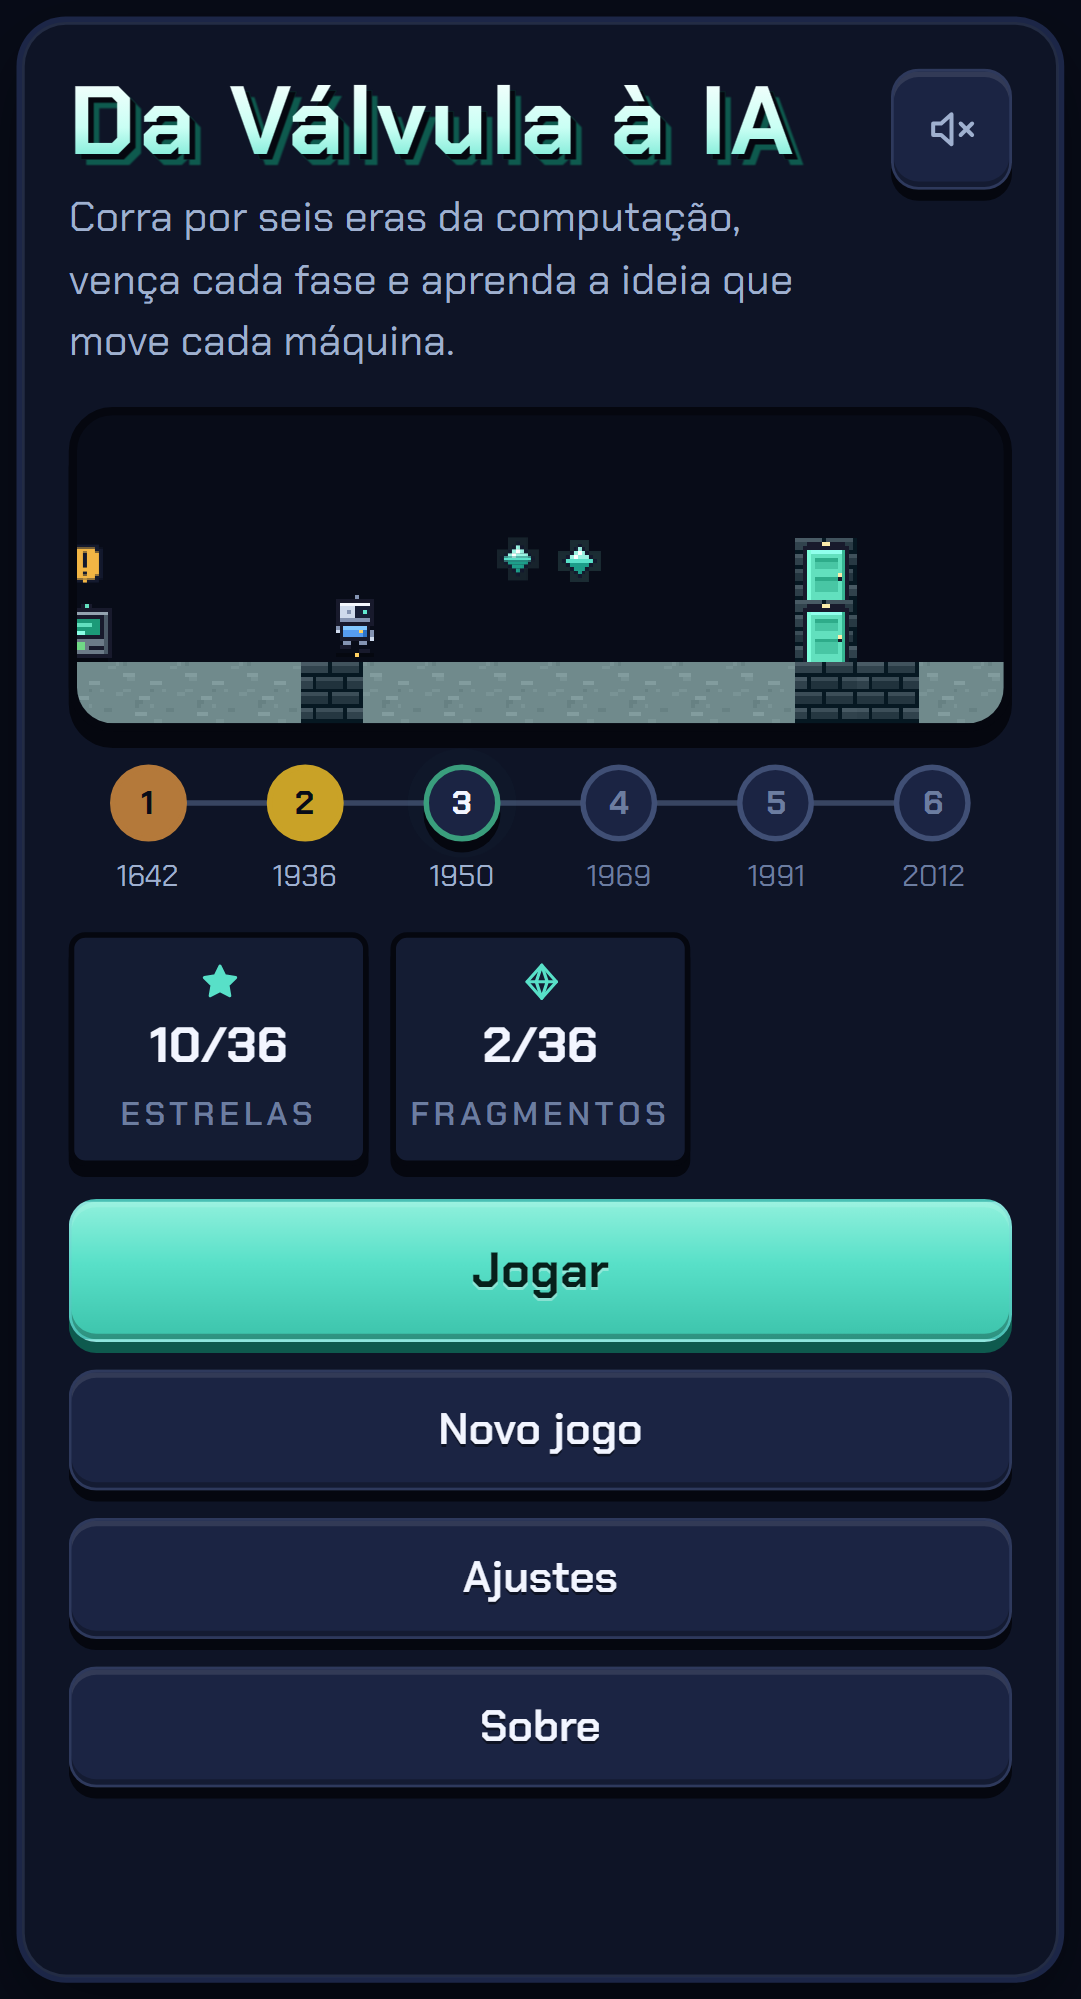 Da Válvula à IA
Corra por seis eras da computação,
vença cada fase e aprenda a ideia que
move cada máquina.
!
1 2 3 4 5 6
1642 1936 1950 1969 1991 2012
10/36 2/36
ESTRELAS FRAGMENTOS
Jogar
Novo jogo
Ajustes
Sobre